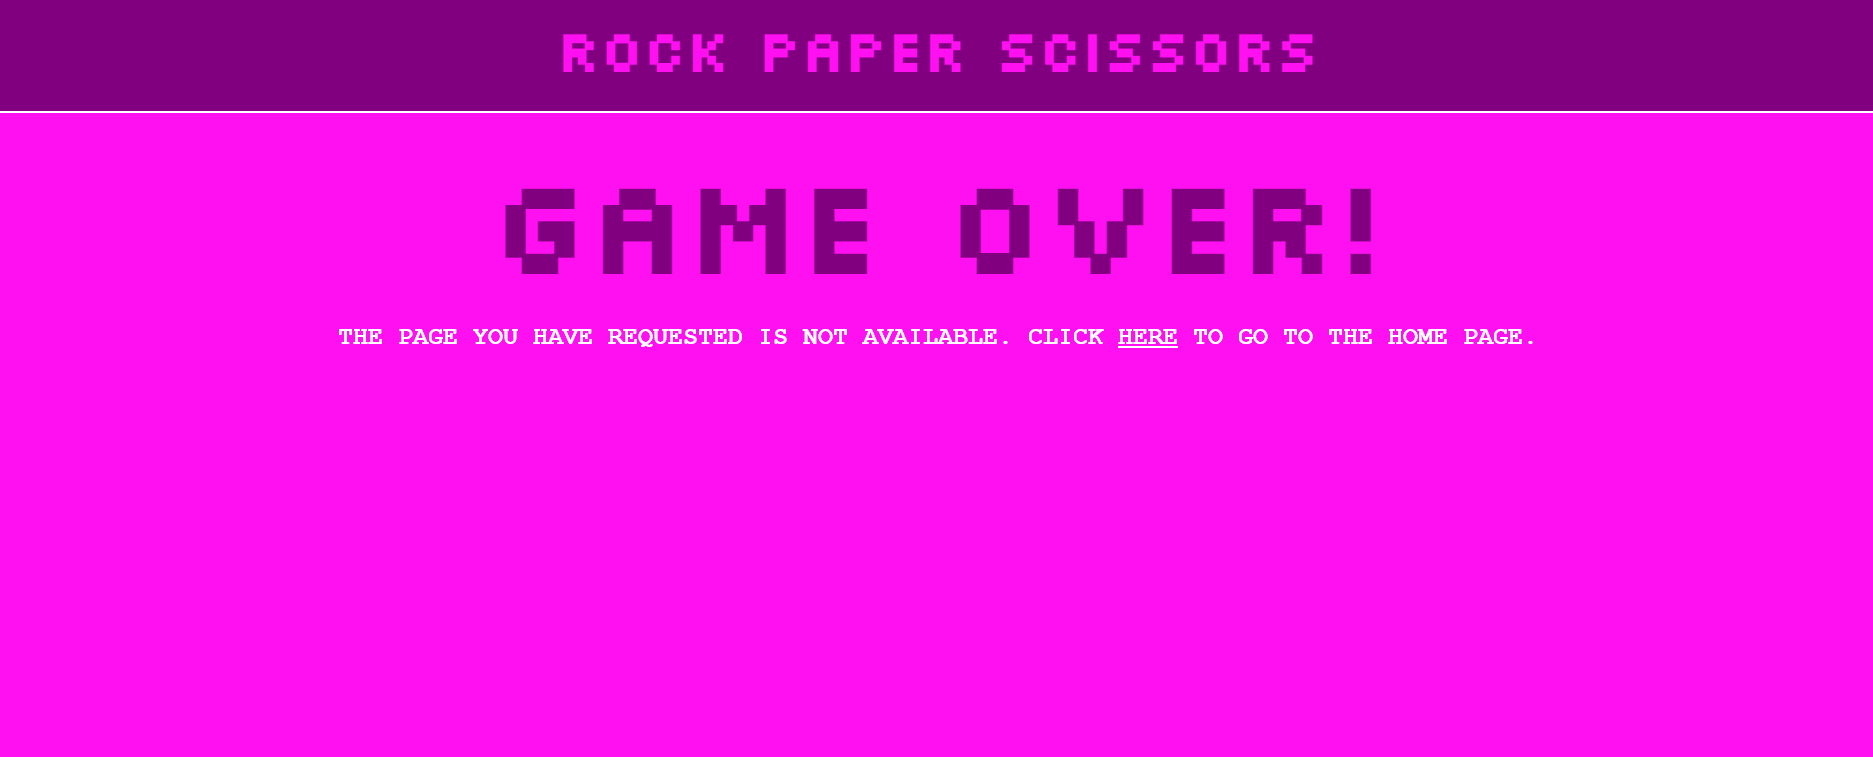 ROCK PAPER SCISSORS
GAME OVER!
THE PAGE YOU HAVE REQUESTED IS NOT AVAILABLE. CLICK HERE TO GO TO THE HOME PAGE.